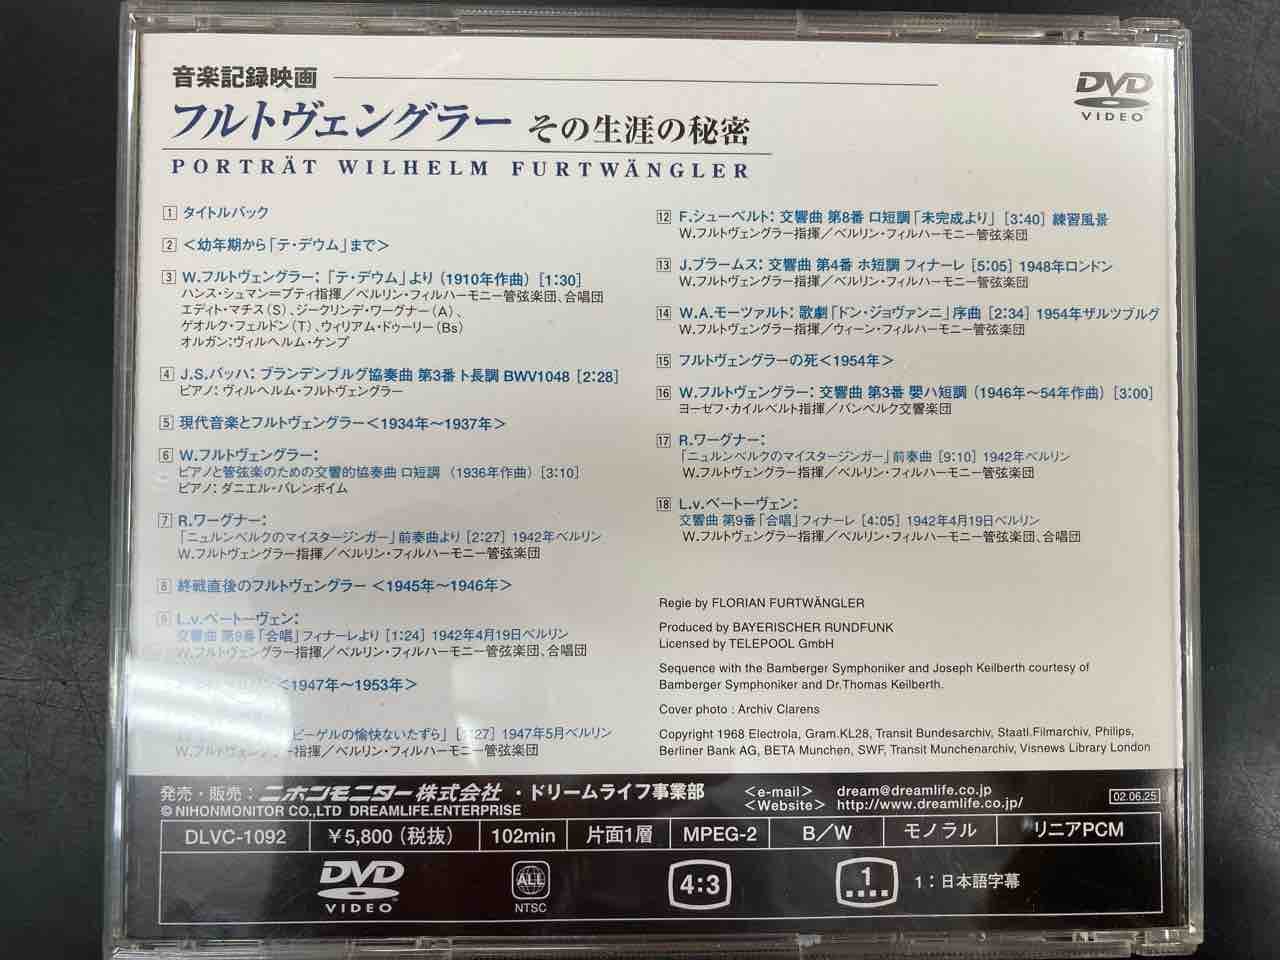 音楽記録映画
フルトヴェングラー その生涯の秘密
PORTRÄT WILHELM FURTWÄNGLER
DVD
VIDEO
1 タイトルバック
2 <幼年期から「テ・デウム」まで>
3 W.フルトヴェングラー:「テ・デウム」より (1910年作曲) [1:30]
ハンス・シュマン=プティ指揮/ベルリン・フィルハーモニー管弦楽団、合唱団
エディト・マチス(S)、ジークリンデ・ワーグナー(A)、
ゲオルク・フェルドン(T)、ウィリアム・ドゥーリー(Bs)
オルガン:ヴィルヘルム・ケンプ
4 J.S.バッハ: ブランデンブルグ協奏曲 第3番 ト長調 BWV1048 [2:28]
ピアノ: ヴィルヘルム・フルトヴェングラー
5 現代音楽とフルトヴェングラー<1934年~1937年>
6 W.フルトヴェングラー:
ピアノと管弦楽のための交響的協奏曲 ロ短調 (1936年作曲) [3:10]
ピアノ: ダニエル・バレンボイム
7 R.ワーグナー:
「ニュルンベルクのマイスタージンガー」前奏曲より [2:27] 1942年ベルリン
W.フルトヴェングラー指揮/ベルリン・フィルハーモニー管弦楽団
8 終戦直後のフルトヴェングラー <1945年~1946年>
9 L.v.ベートーヴェン:
交響曲 第9番「合唱」フィナーレより [1:24] 1942年4月19日ベルリン
W.フルトヴェングラー指揮/ベルリン・フィルハーモニー管弦楽団、合唱団
<1947年~1953年>
ピーゲルの愉快ないたずら」 :27] 1947年5月ベルリン
W.フルトヴェングラー指揮/ベルリン・フィルハーモニー管弦楽団
12 F.シューベルト: 交響曲 第8番 ロ短調「未完成より」 [3:40] 練習風景
W.フルトヴェングラー指揮/ベルリン・フィルハーモニー管弦楽団
13 J.ブラームス: 交響曲 第4番 ホ短調 フィナーレ [5:05] 1948年ロンドン
W.フルトヴェングラー指揮/ベルリン・フィルハーモニー管弦楽団
14 W.A.モーツァルト: 歌劇「ドン・ジョヴァンニ」序曲 [2:34] 1954年ザルツブルグ
W.フルトヴェングラー指揮/ウィーン・フィルハーモニー管弦楽団
15 フルトヴェングラーの死<1954年>
16 W.フルトヴェングラー: 交響曲 第3番 嬰ハ短調 (1946年~54年作曲) [3:00]
ヨーゼフ・カイルベルト指揮/バンベルク交響楽団
17 R.ワーグナー:
「ニュルンベルクのマイスタージンガー」前奏曲 [9:10] 1942年ベルリン
W.フルトヴェングラー指揮/ベルリン・フィルハーモニー管弦楽団
18 L.v.ベートーヴェン:
交響曲 第9番「合唱」フィナーレ [4:05] 1942年4月19日ベルリン
W.フルトヴェングラー指揮/ベルリン・フィルハーモニー管弦楽団、合唱団
Regie by FLORIAN FURTWÄNGLER
Produced by BAYERISCHER RUNDFUNK
Licensed by TELEPOOL GmbH
Sequence with the Bamberger Symphoniker and Joseph Keilberth courtesy of
Bamberger Symphoniker and Dr.Thomas Keilberth.
Cover photo : Archiv Clarens
Copyright 1968 Electrola, Gram.KL28, Transit Bundesarchiv, Staatl.Filmarchiv, Philips,
Berliner Bank AG, BETA Munchen, SWF, Transit Munchenarchiv, Visnews Library London
発売・販売: ニホンモニター株式会社 ・ドリームライフ事業部
© NIHONMONITOR CO.,LTD DREAMLIFE.ENTERPRISE
<e-mail> dream@dreamlife.co.jp
<Website> http://www.dreamlife.co.jp/
02.06.25
DLVC-1092 ¥5,800(税抜) 102min 片面1層 MPEG-2 B/W モノラル リニアPCM
DVD
VIDEO
ALL
NTSC
4:3
1
1:日本語字幕